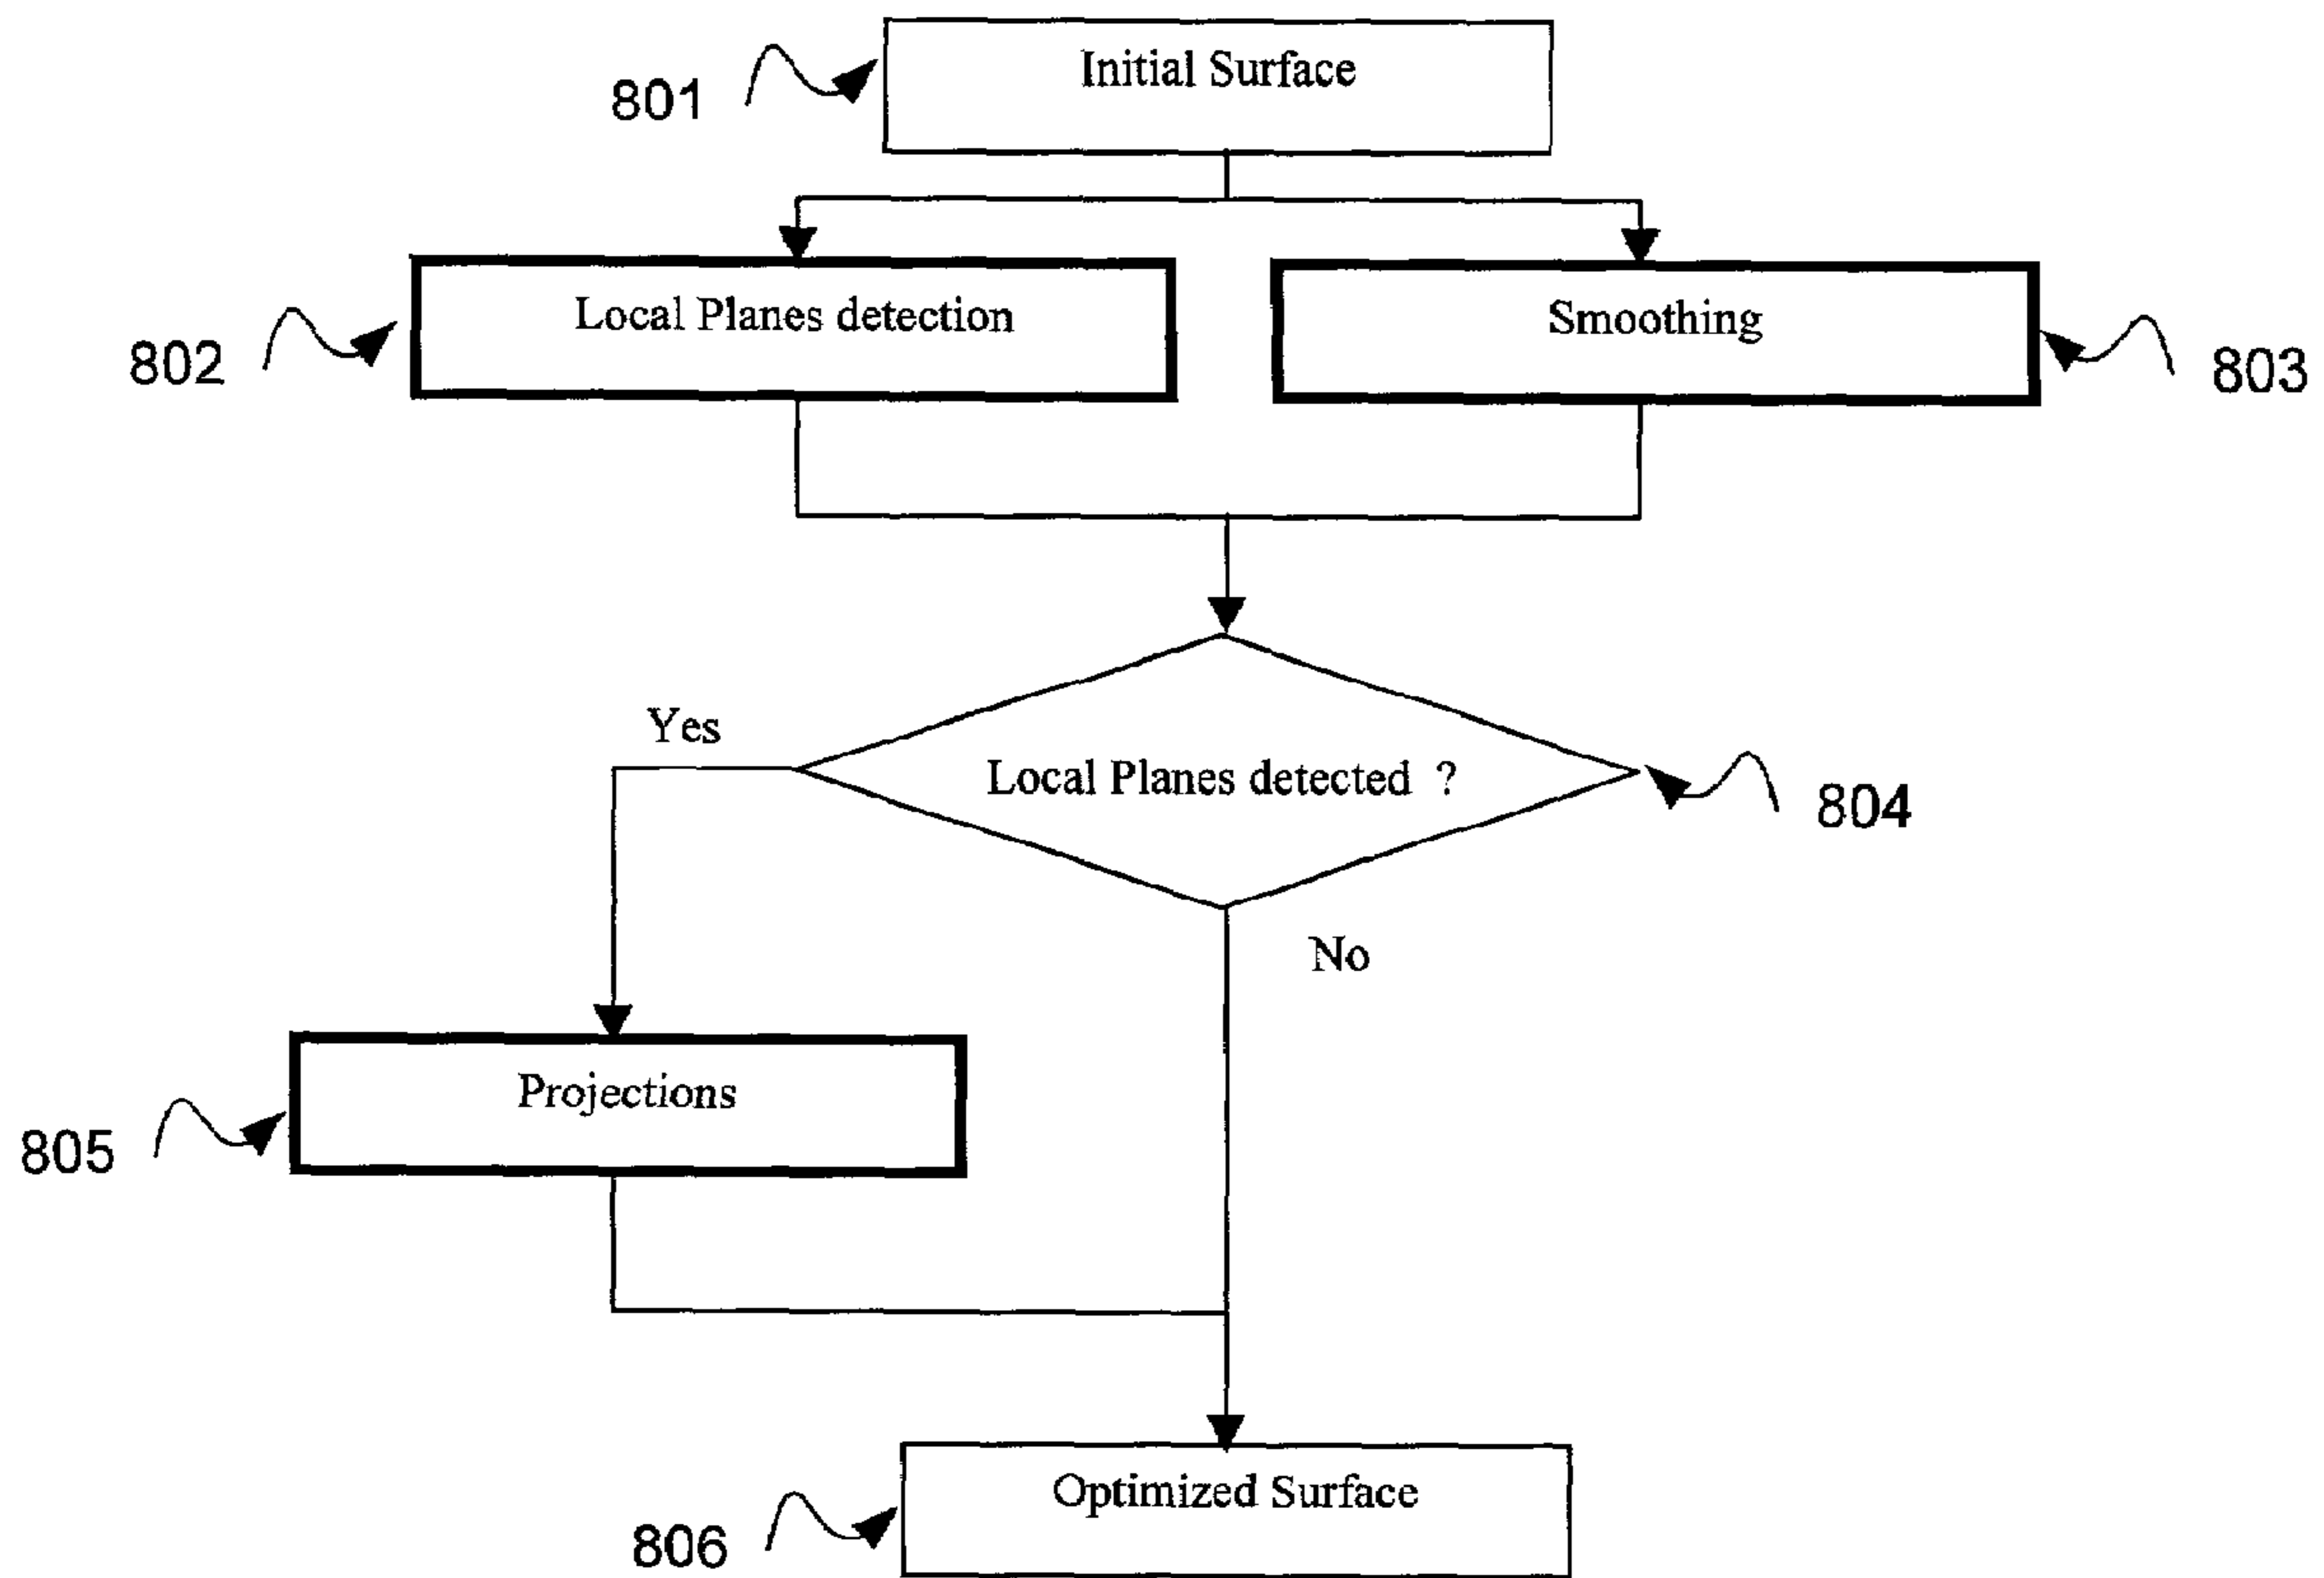 Initial Surface
801
Local Planes detection
Smoothing
802
803
Yes
Local Planes detected ?
804
No
Projections
805
Optimized Surface
806